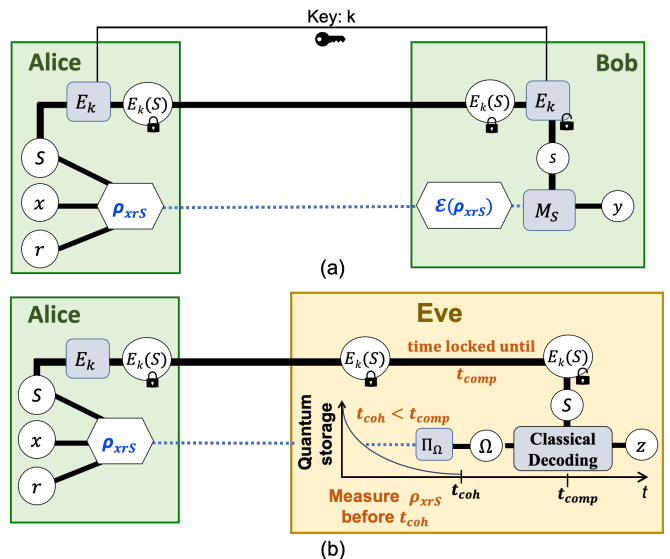 Key: k
Alice
Bob
E_k
E_k(S)
E_k(S)
E_k
S
s
x
ρ_xrS
ℰ(ρ_xrS)
M_S
y
r
(a)
Alice
Eve
E_k
E_k(S)
E_k(S)
time locked until
t_comp
E_k(S)
S
S
x
ρ_xrS
r
Quantum
storage
t_coh < t_comp
Π_Ω
Ω
Classical
Decoding
z
t_coh
t_comp
t
Measure ρ_xrS
before t_coh
(b)